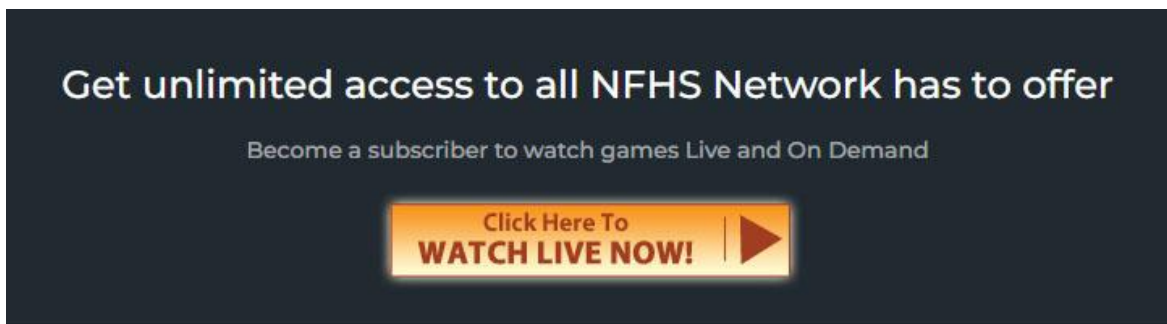 Get unlimited access to all NFHS Network has to offer
Become a subscriber to watch games Live and On Demand
Click Here To
WATCH LIVE NOW!